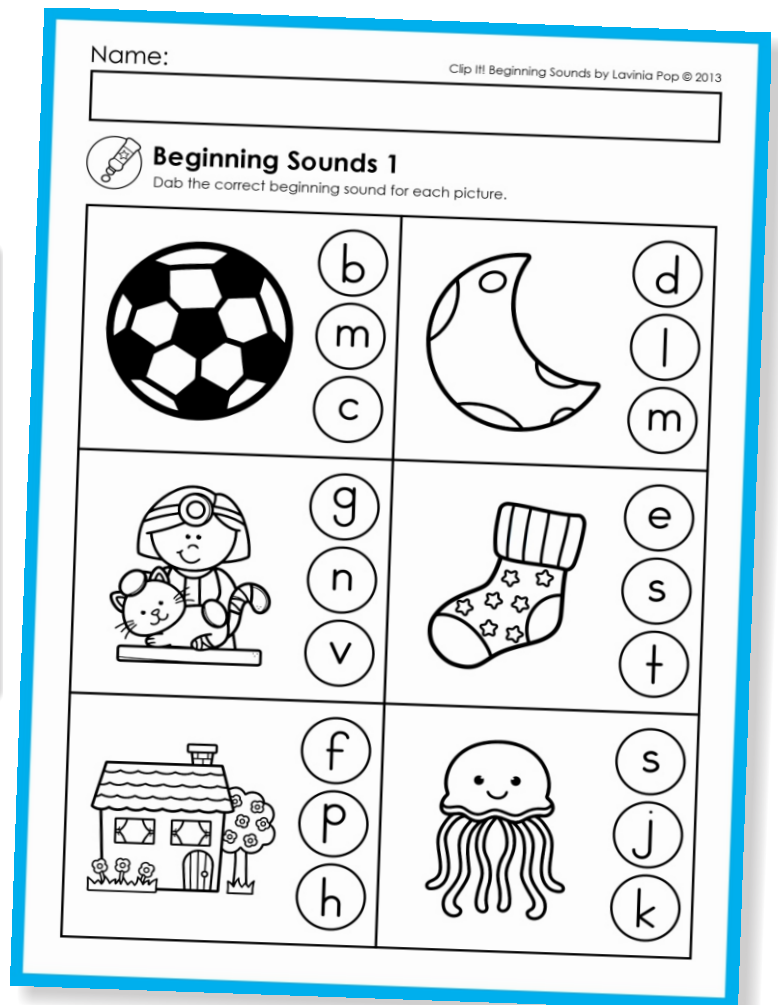 Name:
Clip It! Beginning Sounds by Lavinia Pop © 2013
Beginning Sounds 1
Dab the correct beginning sound for each picture.
b
m
c
d
l
m
g
n
v
e
s
t
f
p
h
s
j
k